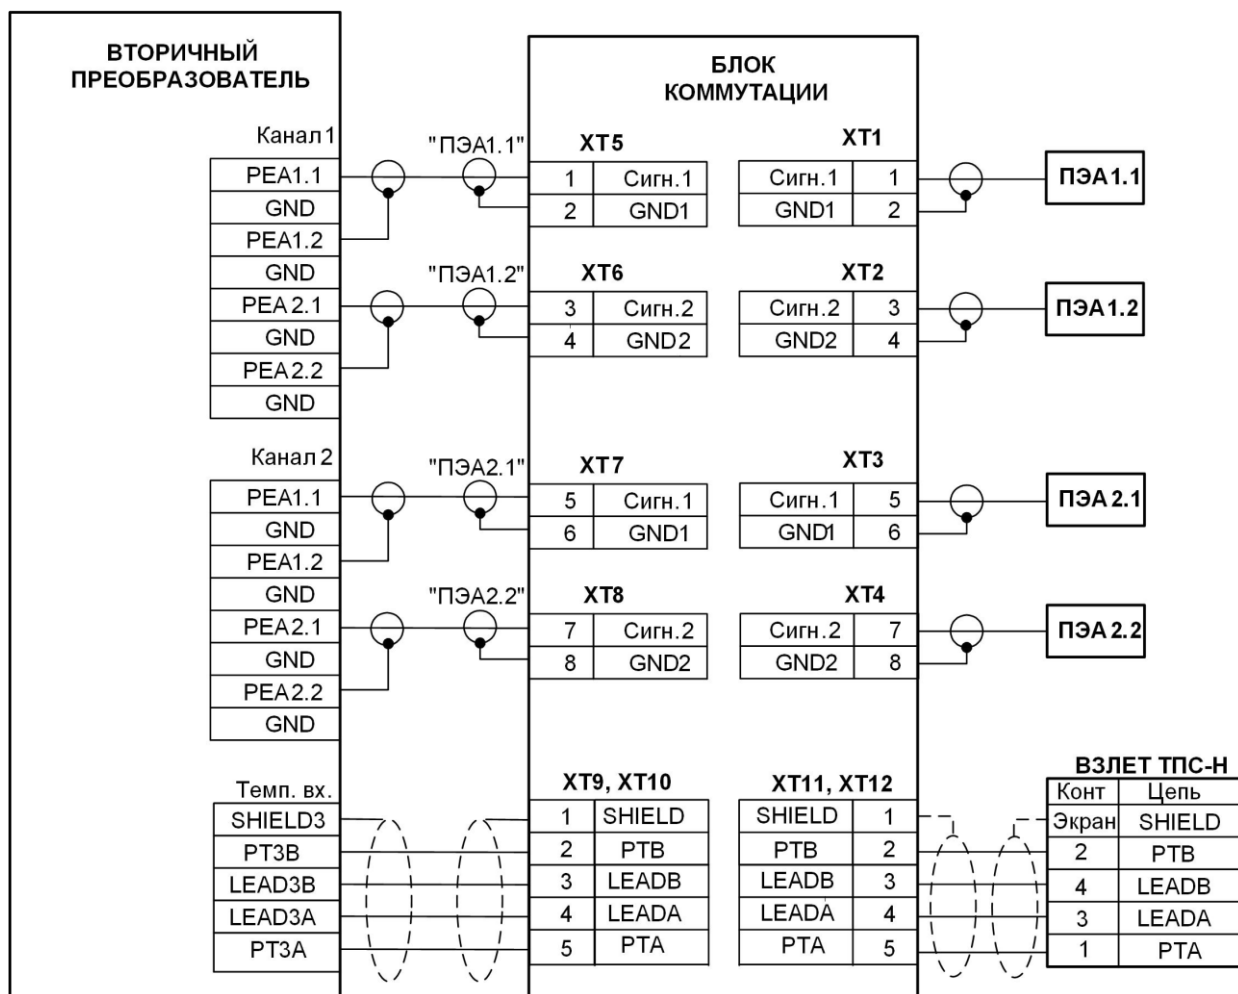 ВТОРИЧНЫЙ
ПРЕОБРАЗОВАТЕЛЬ
Канал 1
PEA1.1
GND
PEA1.2
GND
PEA2.1
GND
PEA2.2
GND
Канал 2
PEA1.1
GND
PEA1.2
GND
PEA2.1
GND
PEA2.2
GND
Темп. вх.
SHIELD3
PT3B
LEAD3B
LEAD3A
PT3A
"ПЭА1.1"
"ПЭА1.2"
"ПЭА2.1"
"ПЭА2.2"
БЛОК
КОММУТАЦИИ
XT5
1 Сигн.1
2 GND1
XT6
3 Сигн.2
4 GND2
XT7
5 Сигн.1
6 GND1
XT8
7 Сигн.2
8 GND2
XT9, XT10
1 SHIELD
2 PTB
3 LEADB
4 LEADA
5 PTA
XT1
Сигн.1 1
GND1 2
XT2
Сигн.2 3
GND2 4
XT3
Сигн.1 5
GND1 6
XT4
Сигн.2 7
GND2 8
XT11, XT12
SHIELD 1
PTB 2
LEADB 3
LEADA 4
PTA 5
ПЭА1.1
ПЭА1.2
ПЭА2.1
ПЭА2.2
ВЗЛЕТ ТПС-Н
Конт Цепь
Экран SHIELD
2 PTB
4 LEADB
3 LEADA
1 PTA